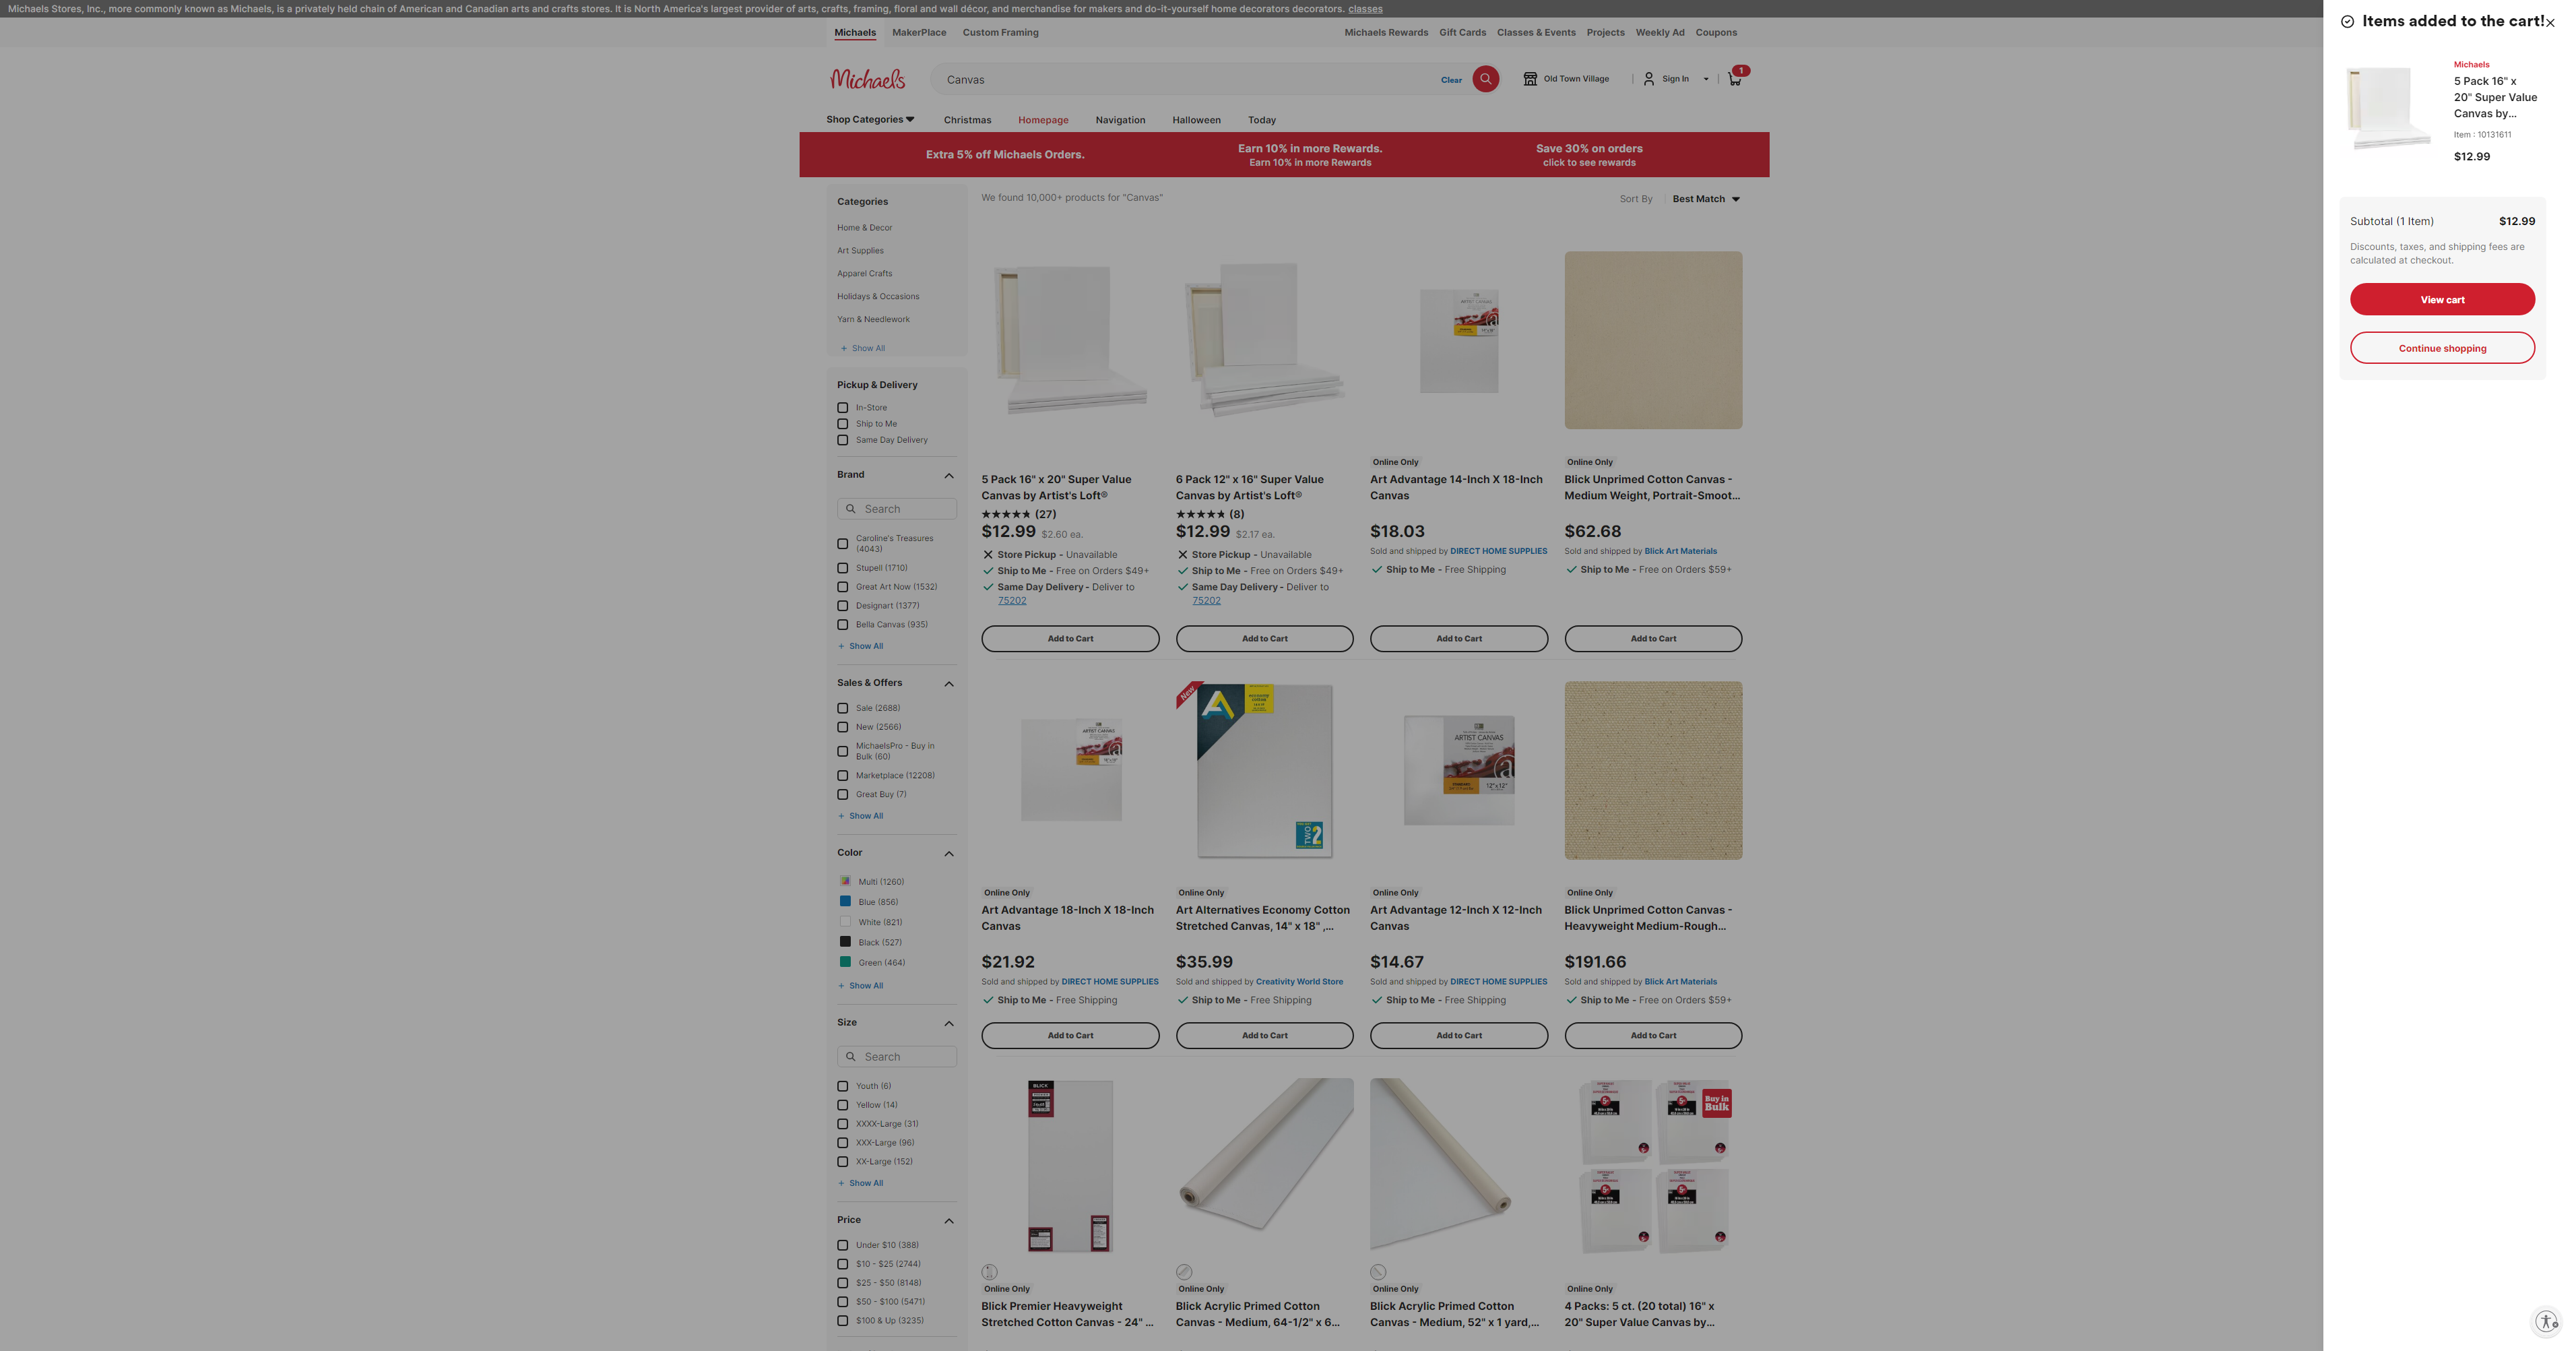 Michaels Stores, Inc., more commonly known as Michaels, is a privately held chain of American and Canadian arts and crafts stores. It is North America's largest provider of arts, crafts, framing, floral and wall décor, and merchandise for makers and do-it-yourself home decorators decorators. classes
Michaels MakerPlace Custom Framing
Michaels Rewards Gift Cards Classes & Events Projects Weekly Ad Coupons
Michaels
Canvas
Clear
Old Town Village
Sign In
1
Shop Categories Christmas Homepage Navigation Halloween Today
Extra 5% off Michaels Orders.
Earn 10% in more Rewards.
Earn 10% in more Rewards
Save 30% on orders
click to see rewards
Categories
Home & Decor
Art Supplies
Apparel Crafts
Holidays & Occasions
Yarn & Needlework
+ Show All
Pickup & Delivery
In-Store
Ship to Me
Same Day Delivery
Brand
Search
Caroline's Treasures
(4043)
Stupell (1710)
Great Art Now (1532)
Designart (1377)
Bella Canvas (935)
+ Show All
Sales & Offers
Sale (2688)
New (2566)
MichaelsPro - Buy in
Bulk (60)
Marketplace (12208)
Great Buy (7)
+ Show All
Color
Multi (1260)
Blue (856)
White (821)
Black (527)
Green (464)
+ Show All
Size
Search
Youth (6)
Yellow (14)
XXXX-Large (31)
XXX-Large (96)
XX-Large (152)
+ Show All
Price
Under $10 (388)
$10 - $25 (2744)
$25 - $50 (8148)
$50 - $100 (5471)
$100 & Up (3235)
We found 10,000+ products for "Canvas"
Sort By Best Match
5 Pack 16" x 20" Super Value
Canvas by Artist's Loft®
(27)
$12.99 $2.60 ea.
Store Pickup - Unavailable
Ship to Me - Free on Orders $49+
Same Day Delivery - Deliver to
75202
Add to Cart
6 Pack 12" x 16" Super Value
Canvas by Artist's Loft®
(8)
$12.99 $2.17 ea.
Store Pickup - Unavailable
Ship to Me - Free on Orders $49+
Same Day Delivery - Deliver to
75202
Add to Cart
ARTIST CANVAS
Online Only
Art Advantage 14-Inch X 18-Inch
Canvas
$18.03
Sold and shipped by DIRECT HOME SUPPLIES
Ship to Me - Free Shipping
Add to Cart
Online Only
Blick Unprimed Cotton Canvas -
Medium Weight, Portrait-Smoot...
$62.68
Sold and shipped by Blick Art Materials
Ship to Me - Free on Orders $59+
Add to Cart
ARTIST CANVAS
Online Only
Art Advantage 18-Inch X 18-Inch
Canvas
$21.92
Sold and shipped by DIRECT HOME SUPPLIES
Ship to Me - Free Shipping
Add to Cart
New
A
TWO
2
Online Only
Art Alternatives Economy Cotton
Stretched Canvas, 14" x 18" ,...
$35.99
Sold and shipped by Creativity World Store
Ship to Me - Free Shipping
Add to Cart
ARTIST CANVAS
a
12"x12"
Online Only
Art Advantage 12-Inch X 12-Inch
Canvas
$14.67
Sold and shipped by DIRECT HOME SUPPLIES
Ship to Me - Free Shipping
Add to Cart
Online Only
Blick Unprimed Cotton Canvas -
Heavyweight Medium-Rough...
$191.66
Sold and shipped by Blick Art Materials
Ship to Me - Free on Orders $59+
Add to Cart
BLICK
Online Only
Blick Premier Heavyweight
Stretched Cotton Canvas - 24" ...
Online Only
Blick Acrylic Primed Cotton
Canvas - Medium, 64-1/2" x 6...
Online Only
Blick Acrylic Primed Cotton
Canvas - Medium, 52" x 1 yard,...
Buy in
Bulk
Online Only
4 Packs: 5 ct. (20 total) 16" x
20" Super Value Canvas by...
Items added to the cart!
Michaels
5 Pack 16" x
20" Super Value
Canvas by...
Item : 10131611
$12.99
Subtotal (1 Item) $12.99
Discounts, taxes, and shipping fees are
calculated at checkout.
View cart
Continue shopping